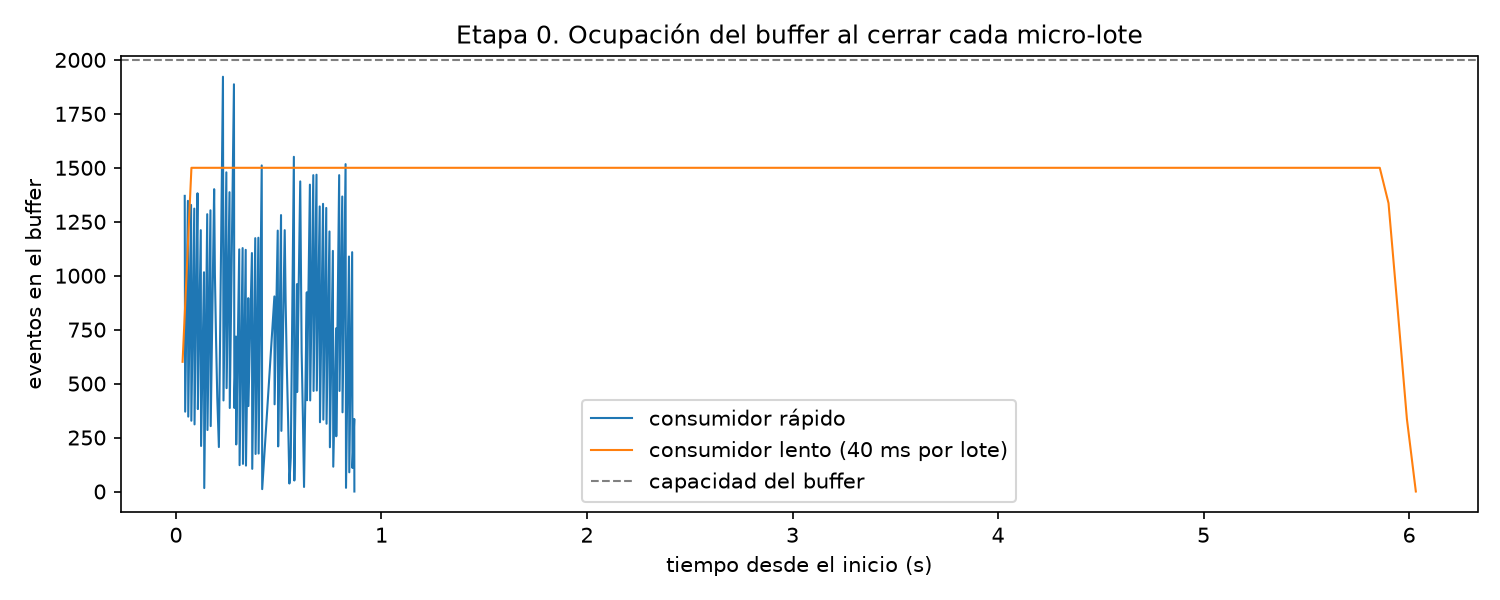 Etapa 0. Ocupación del buffer al cerrar cada micro-lote
eventos en el buffer
2000
1750
1500
1250
1000
750
500
250
0
consumidor rápido
consumidor lento (40 ms por lote)
capacidad del buffer
0 1 2 3 4 5 6
tiempo desde el inicio (s)